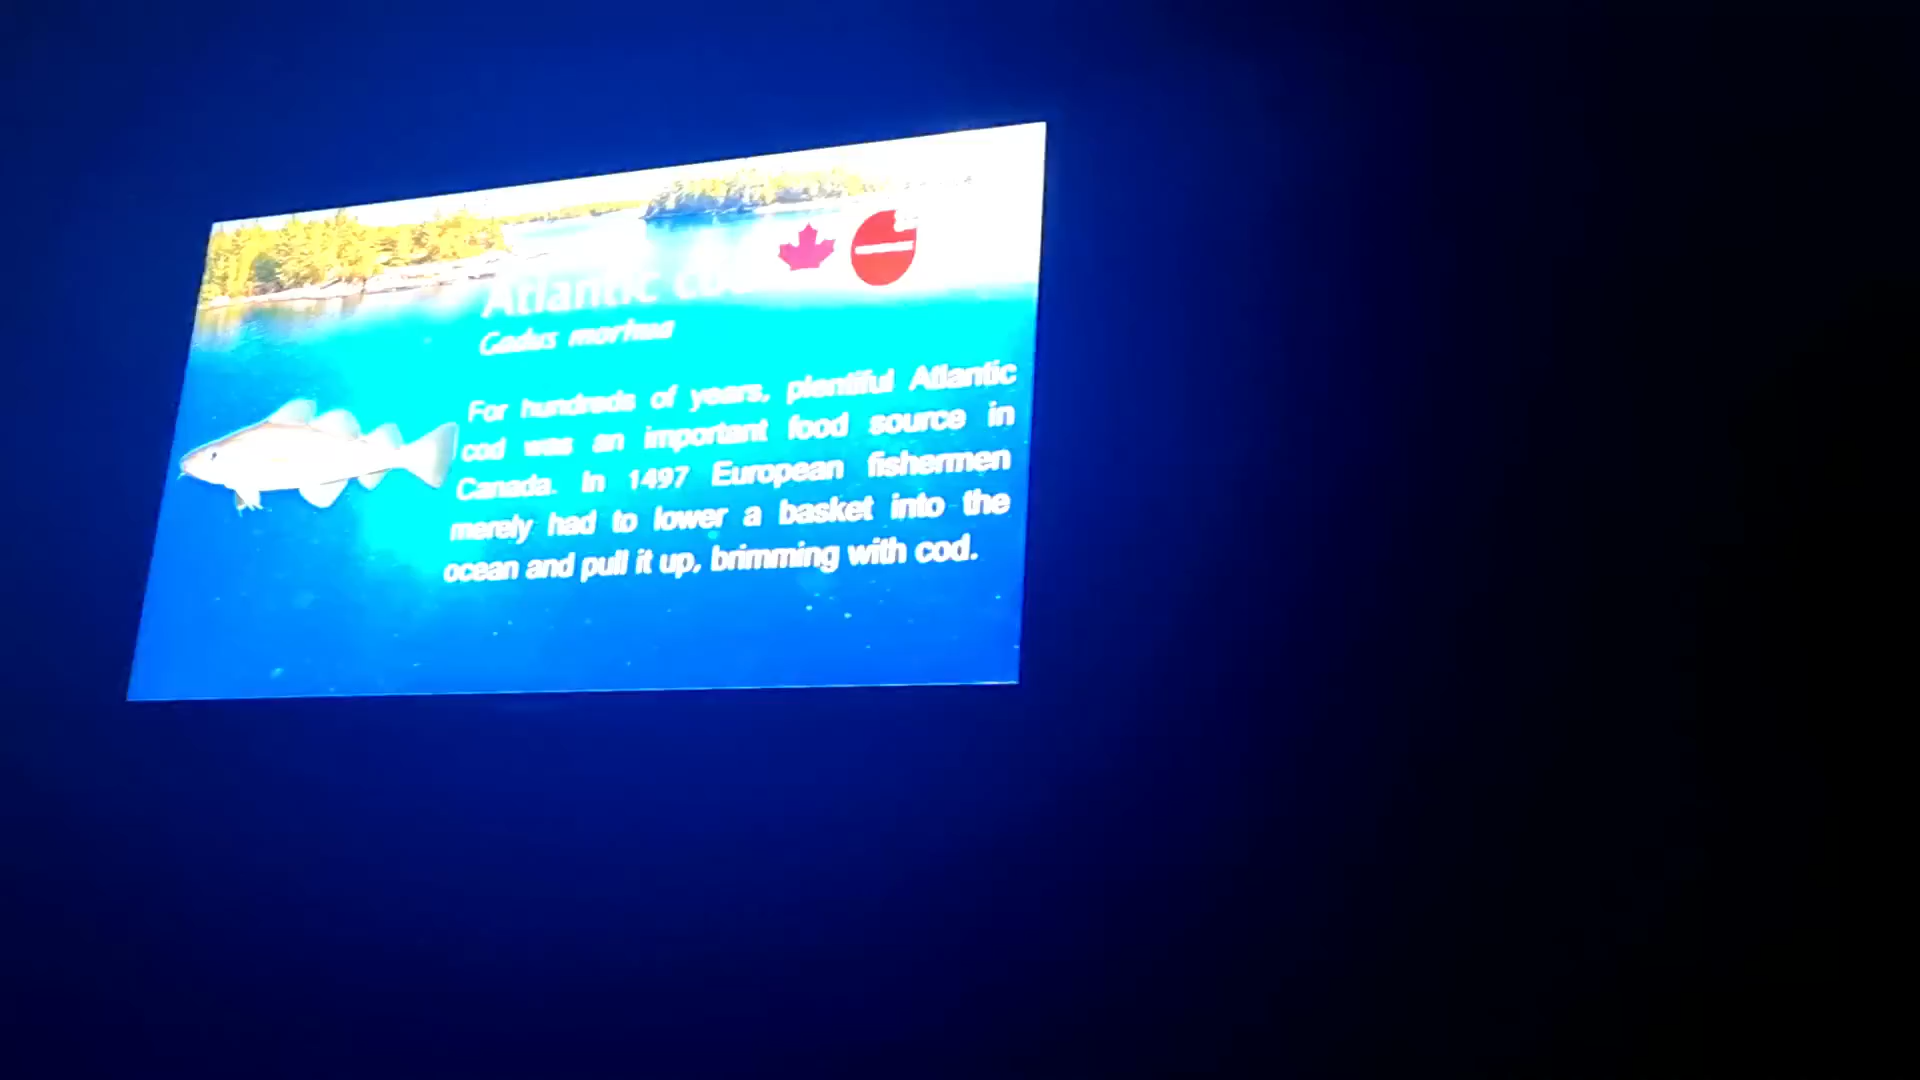 Atlantic cod
Gadus morhua
For hundreds of years, plentiful Atlantic
cod was an important food source in
Canada. In 1497 European fishermen
merely had to lower a basket into the
ocean and pull it up, brimming with cod.